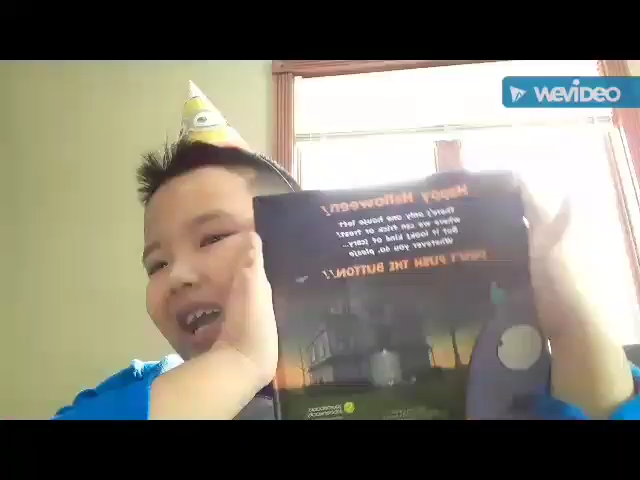 WEVIDEO
Happy Halloween!
There's only one house left
where we can trick or treat!
But it looks kind of scary...
Whatever you do, please
DON'T PUSH THE BUTTON!